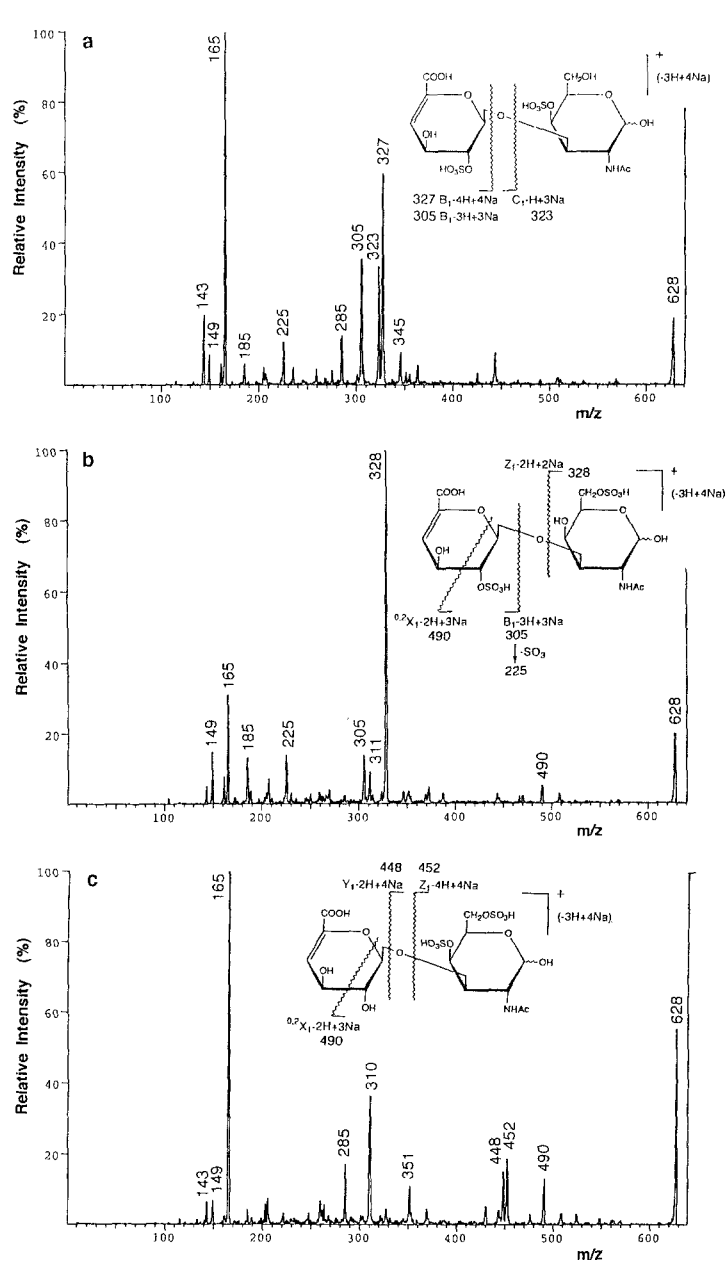 a
Relative Intensity (%)
100
80
60
40
20
165
143
149
185
225
285
305
323
327
345
628
COOH
O
OH
HO₃SO
O
CH₂OH
HO₃SO
O
OH
NHAc
+
(-3H+4Na)
327 B₁-4H+4Na C₁-H+3Na
305 B₁-3H+3Na 323
100 200 300 400 500 600
m/z
b
Relative Intensity (%)
100
80
60
40
20
149
165
185
225
305
311
328
490
628
Z₁-2H+2Na 328
COOH
O
OH
OSO₃H
O
CH₂OSO₃H
HO
O
OH
NHAc
+
(-3H+4Na)
0,2X₁-2H+3Na B₁-3H+3Na
490 305
-SO₃
225
100 200 300 400 500 600
m/z
c
Relative Intensity (%)
100
80
60
40
20
143
149
165
285
310
351
448
452
490
628
448 452
Y₁-2H+4Na Z₁-4H+4Na
COOH
O
OH
OH
O
CH₂OSO₃H
HO₃SO
O
OH
NHAc
+
(-3H+4Na)
0,2X₁-2H+3Na
490
100 200 300 400 500 600
m/z